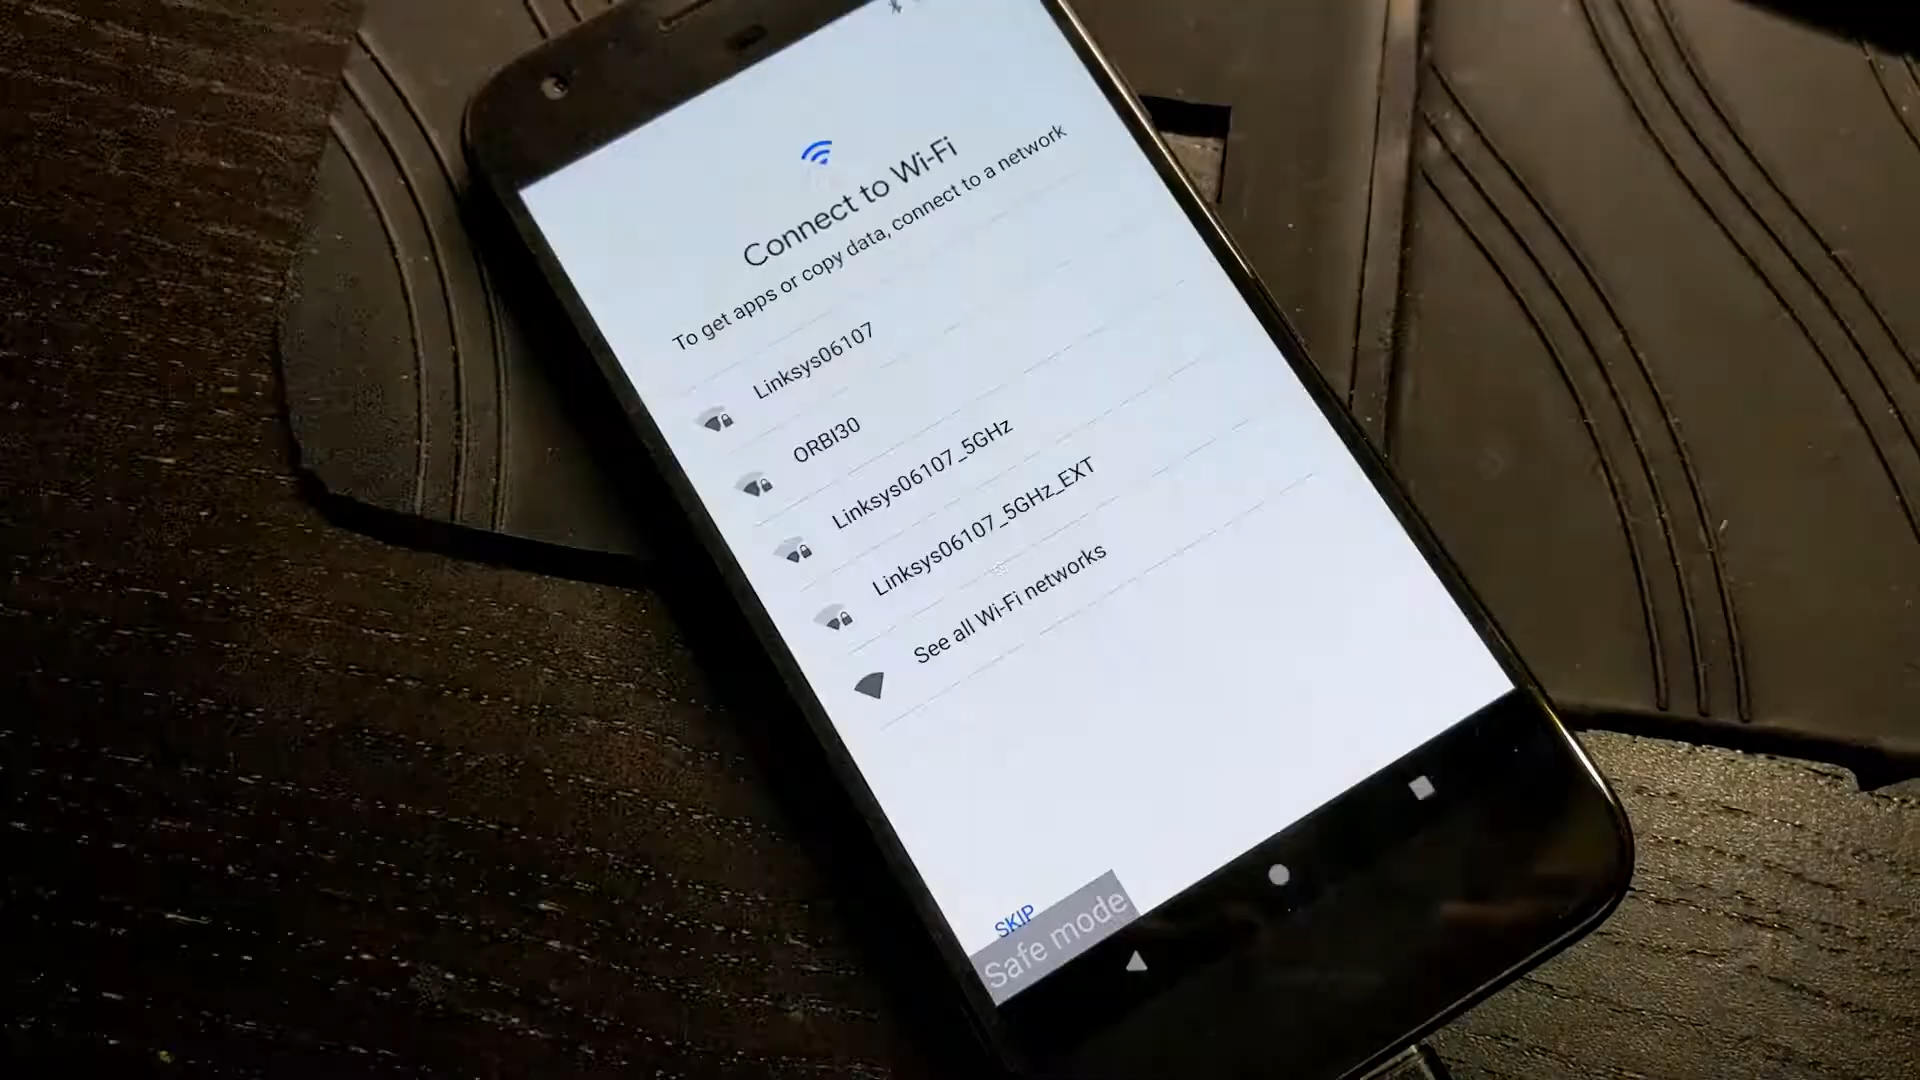 Connect to Wi-Fi
To get apps or copy data, connect to a network
Linksys06107
ORBI30
Linksys06107_5GHz
Linksys06107_5GHz_EXT
See all Wi-Fi networks
SKIP
Safe mode